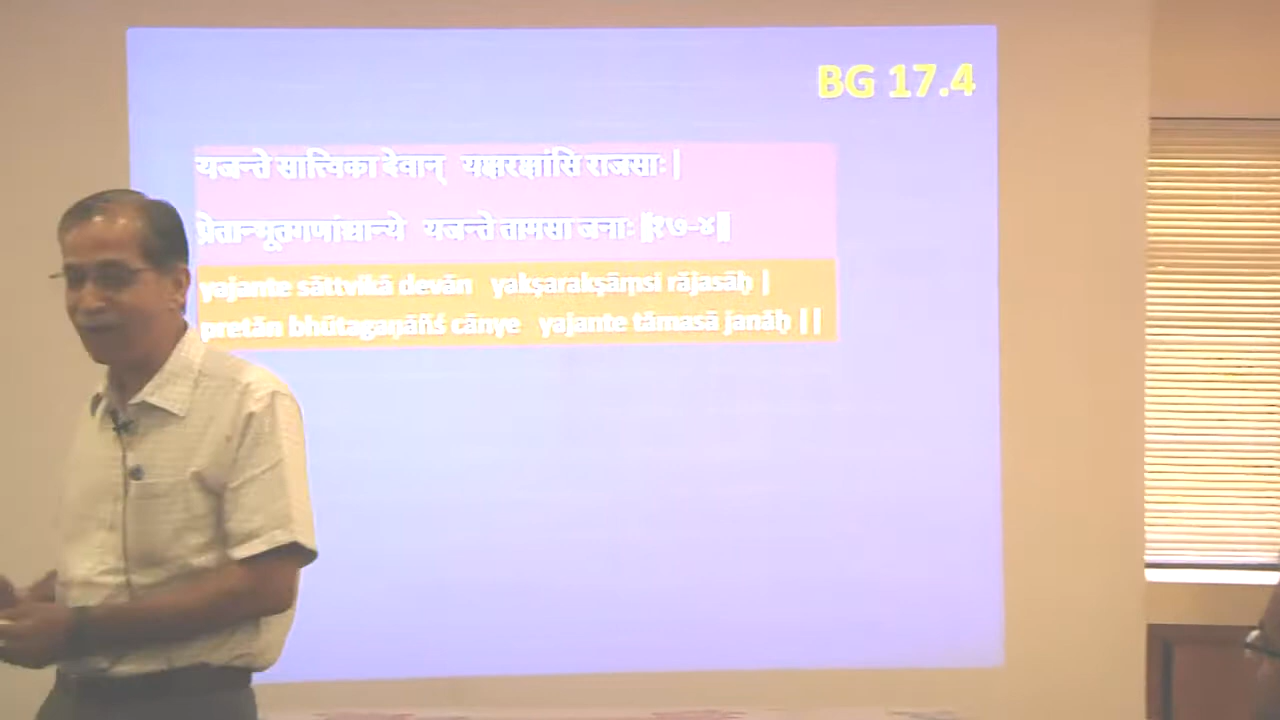 BG 17.4
यजन्ते सात्त्विका देवान् यक्षरक्षांसि राजसाः |
प्रेतान्भूतगणांश्चान्ये यजन्ते तामसा जनाः ||१७-४||
yajante sāttvikā devān yakṣarakṣāṃsi rājasāḥ |
pretān bhūtagaṇāñś cānye yajante tāmasā janāḥ ||